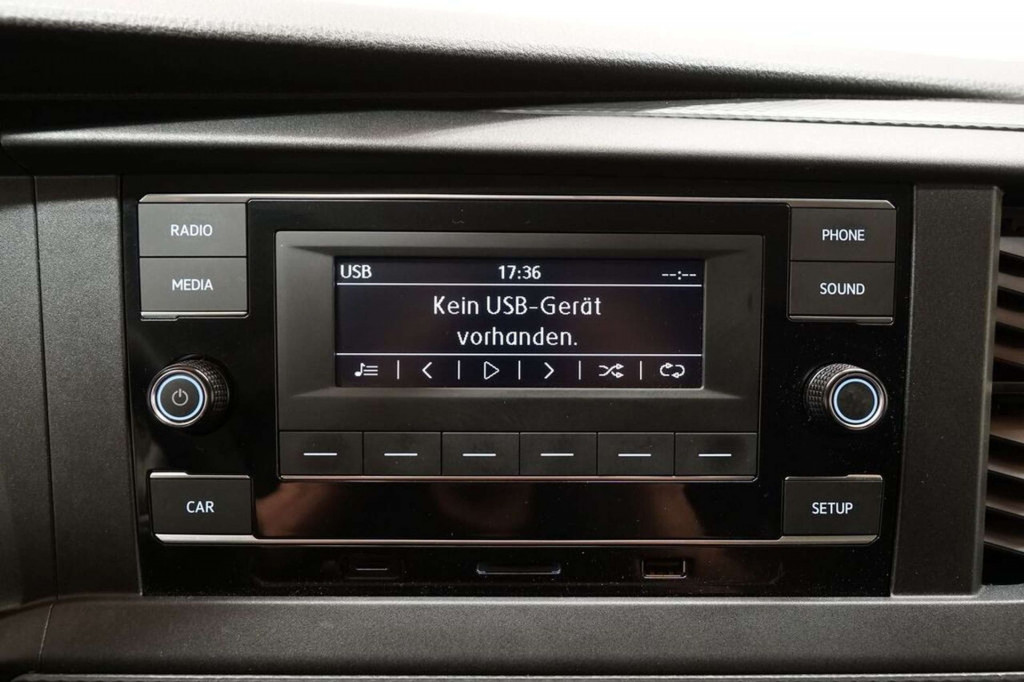 RADIO
MEDIA
PHONE
SOUND
USB 17:36 --:--
Kein USB-Gerät
vorhanden.
CAR
SETUP